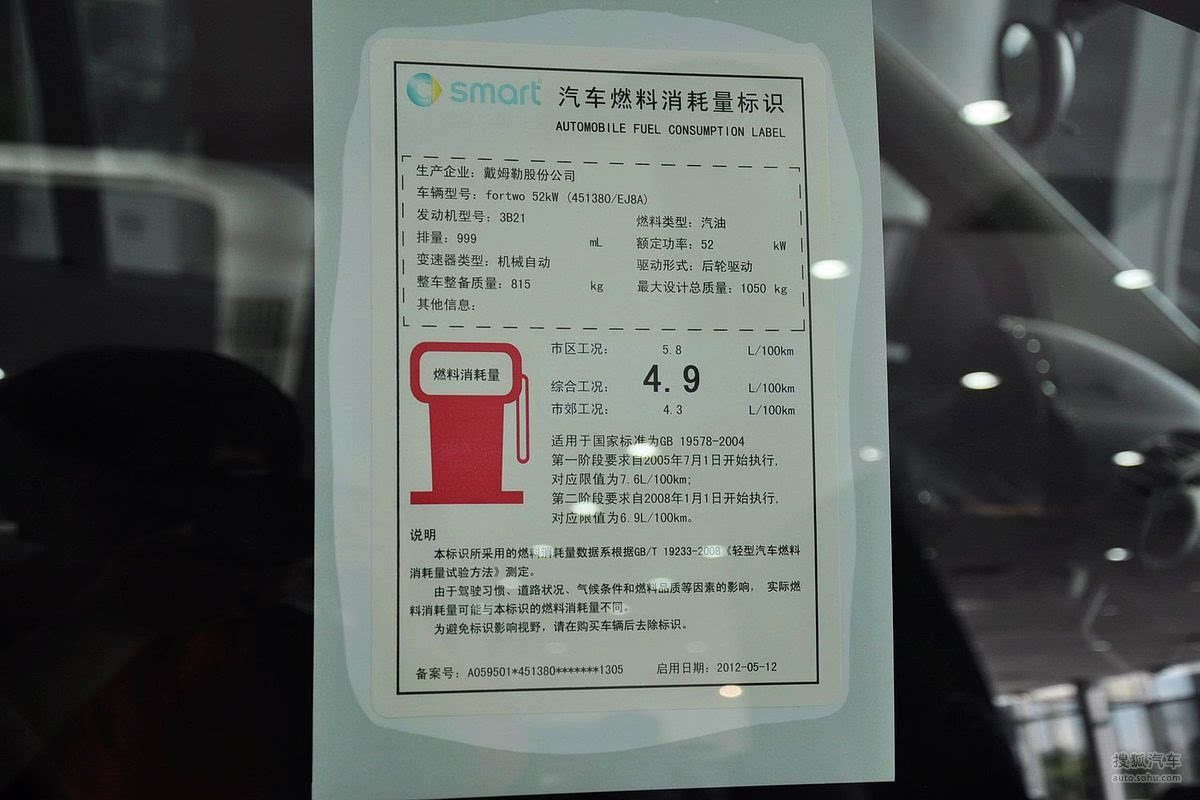 smart 汽车燃料消耗量标识
AUTOMOBILE FUEL CONSUMPTION LABEL
生产企业：戴姆勒股份公司
车辆型号：fortwo 52kW (451380/EJ8A)
发动机型号：3B21 燃料类型：汽油
排量：999 mL 额定功率：52 kW
变速器类型：机械自动 驱动形式：后轮驱动
整车整备质量：815 kg 最大设计总质量：1050 kg
其他信息：
燃料消耗量
市区工况： 5.8 L/100km
综合工况： 4.9 L/100km
市郊工况： 4.3 L/100km
适用于国家标准为GB 19578-2004
第一阶段要求自2005年7月1日开始执行，
对应限值为7.6L/100km；
第二阶段要求自2008年1月1日开始执行，
对应限值为6.9L/100km。
说明
本标识所采用的燃料消耗量数据系根据GB/T 19233-2008《轻型汽车燃料
消耗量试验方法》测定。
由于驾驶习惯、道路状况、气候条件和燃料品质等因素的影响， 实际燃
料消耗量可能与本标识的燃料消耗量不同。
为避免标识影响视野，请在购买车辆后去除标识。
备案号：A059501*451380*******1305 启用日期：2012-05-12
搜狐汽车
auto.sohu.com